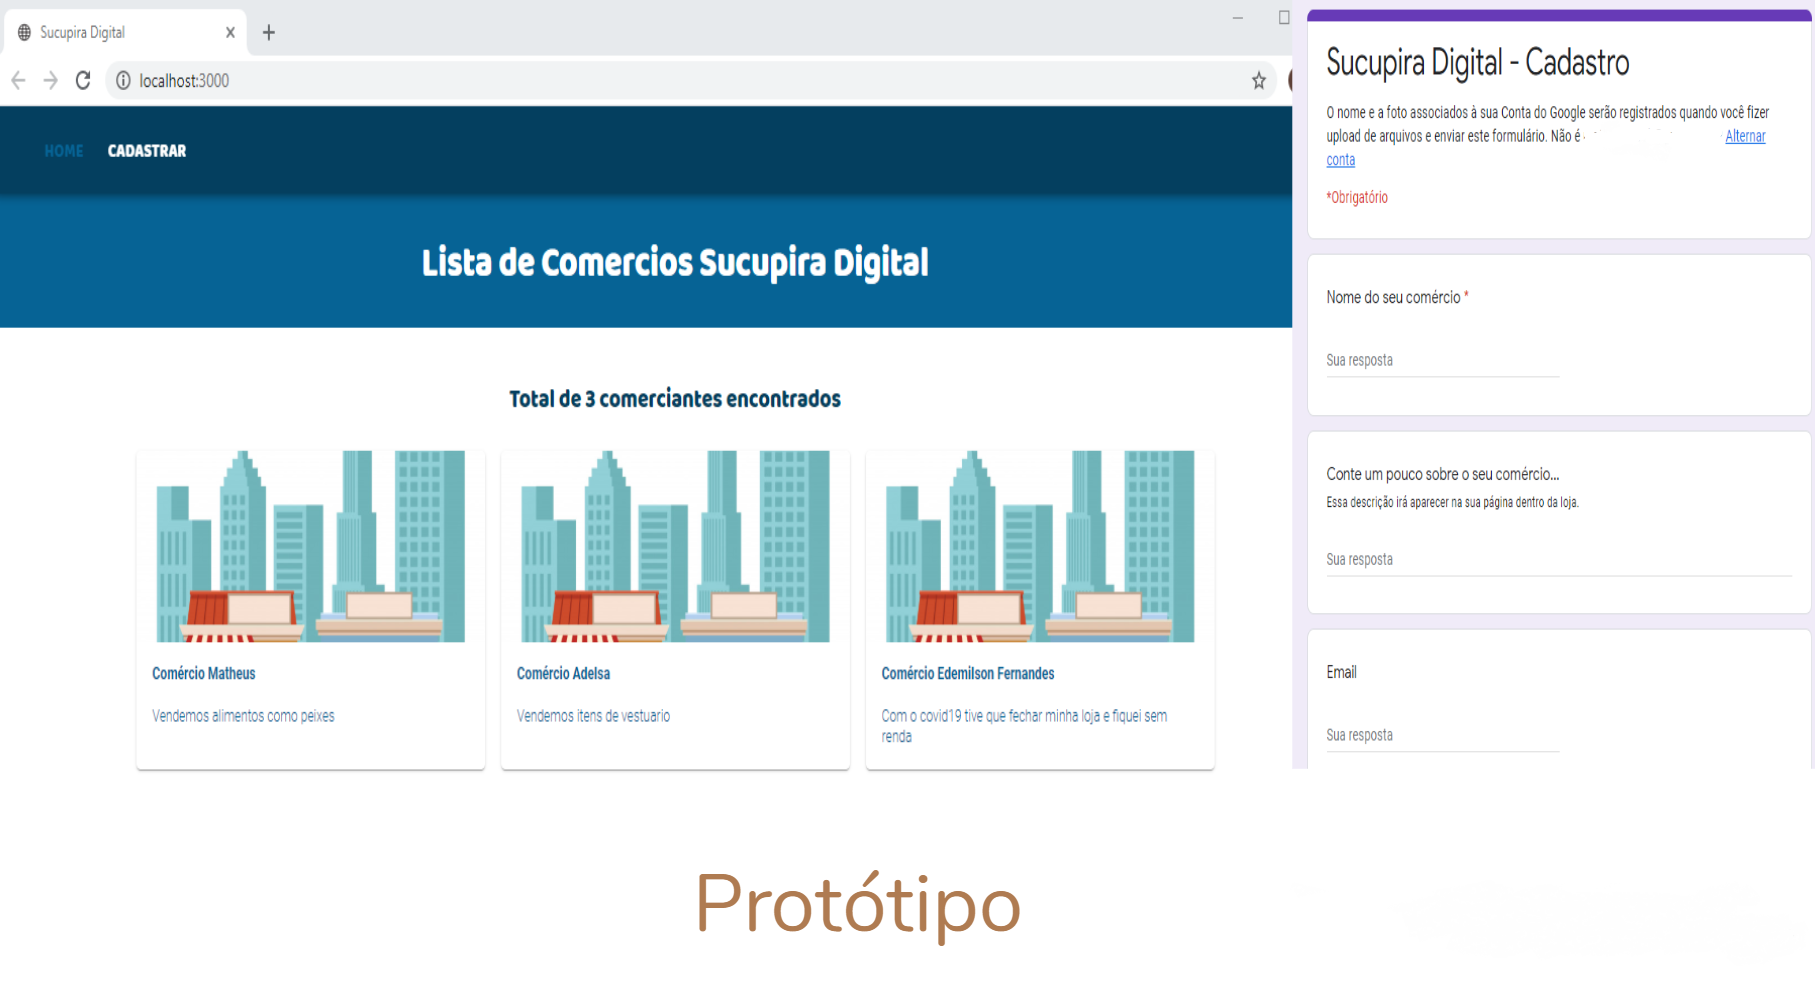 Sucupira Digital
localhost:3000
HOME CADASTRAR
Lista de Comercios Sucupira Digital
Total de 3 comerciantes encontrados
Comércio Matheus
Vendemos alimentos como peixes
Comércio Adelsa
Vendemos itens de vestuario
Comércio Edemilson Fernandes
Com o covid19 tive que fechar minha loja e fiquei sem
renda
Sucupira Digital - Cadastro
O nome e a foto associados à sua Conta do Google serão registrados quando você fizer
upload de arquivos e enviar este formulário. Não é Alternar
conta
*Obrigatório
Nome do seu comércio *
Sua resposta
Conte um pouco sobre o seu comércio...
Essa descrição irá aparecer na sua página dentro da loja.
Sua resposta
Email
Sua resposta
Protótipo